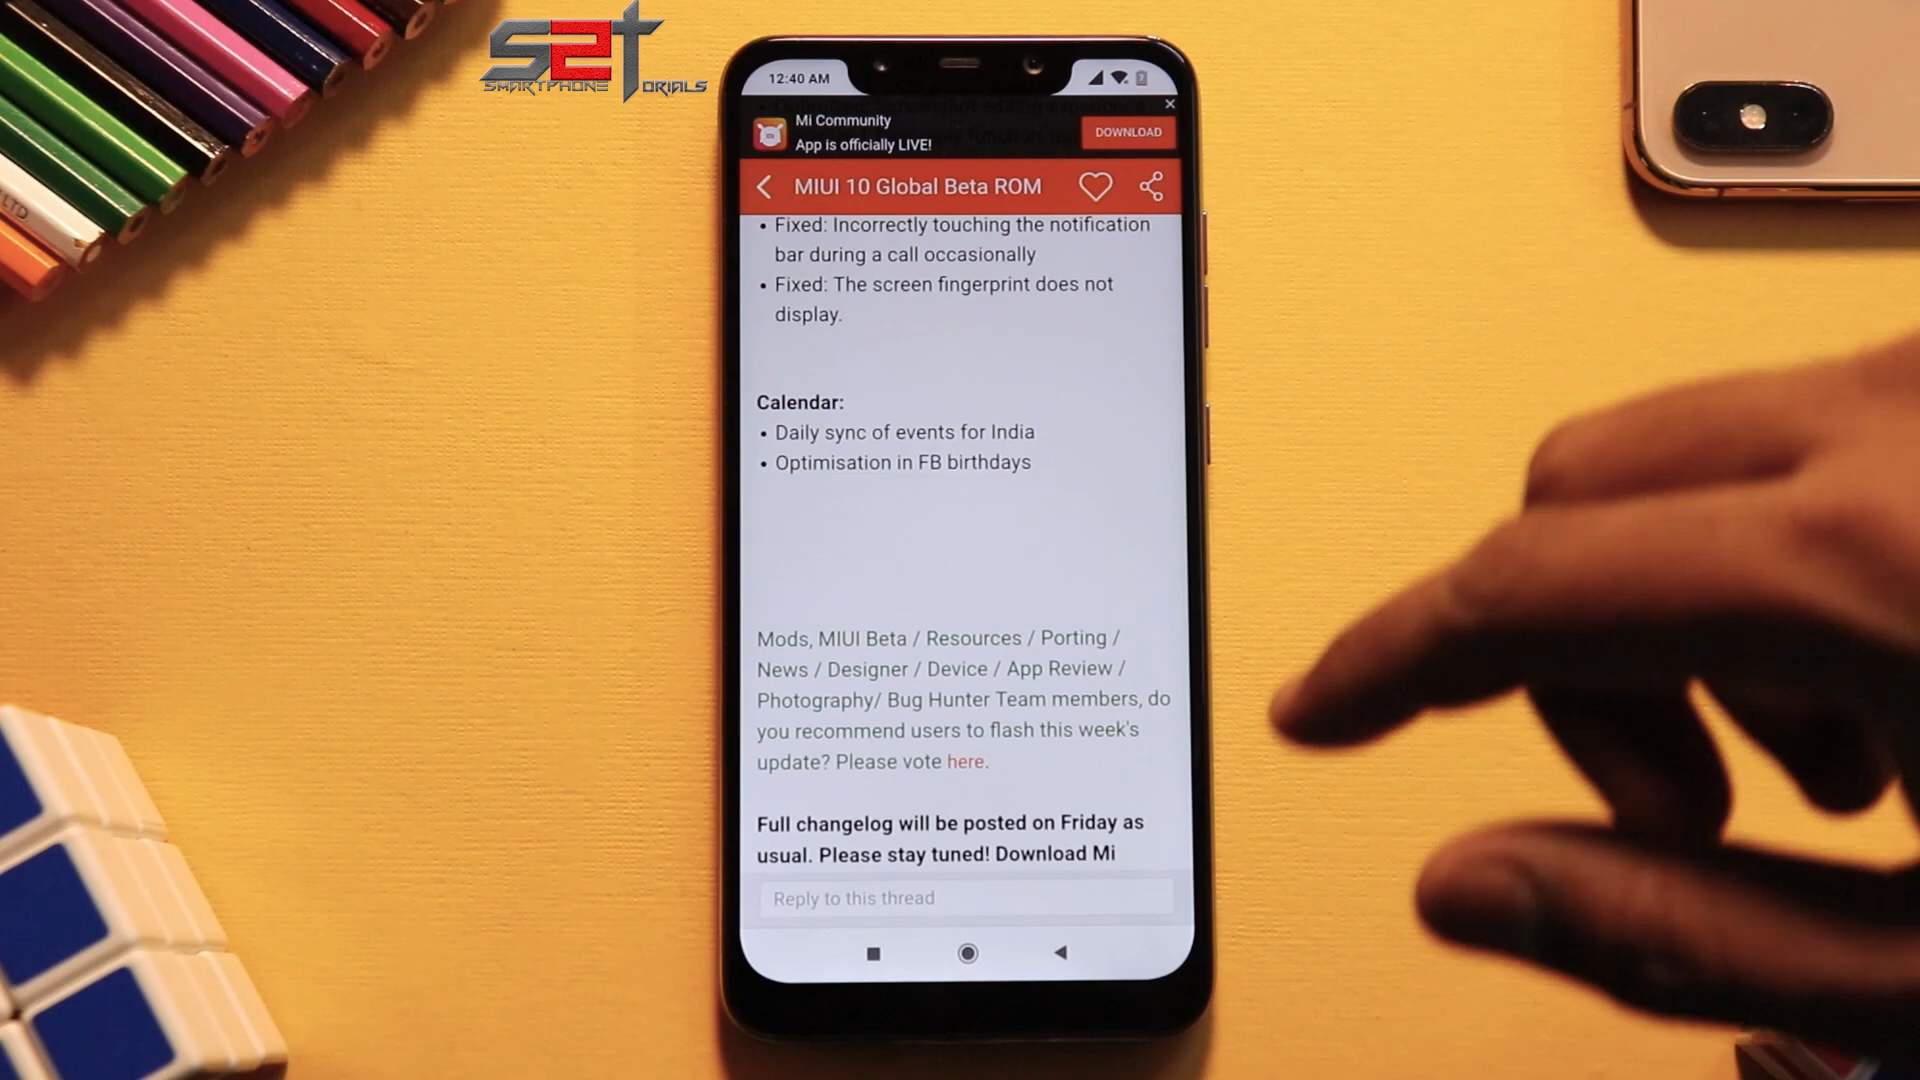 S2T
SMARTPHONE TORIALS
LTD
12:40 AM
Mi Community
App is officially LIVE!
DOWNLOAD
MIUI 10 Global Beta ROM
• Fixed: Incorrectly touching the notification
bar during a call occasionally
• Fixed: The screen fingerprint does not
display.
Calendar:
• Daily sync of events for India
• Optimisation in FB birthdays
Mods, MIUI Beta / Resources / Porting /
News / Designer / Device / App Review /
Photography/ Bug Hunter Team members, do
you recommend users to flash this week's
update? Please vote here.
Full changelog will be posted on Friday as
usual. Please stay tuned! Download Mi
Reply to this thread